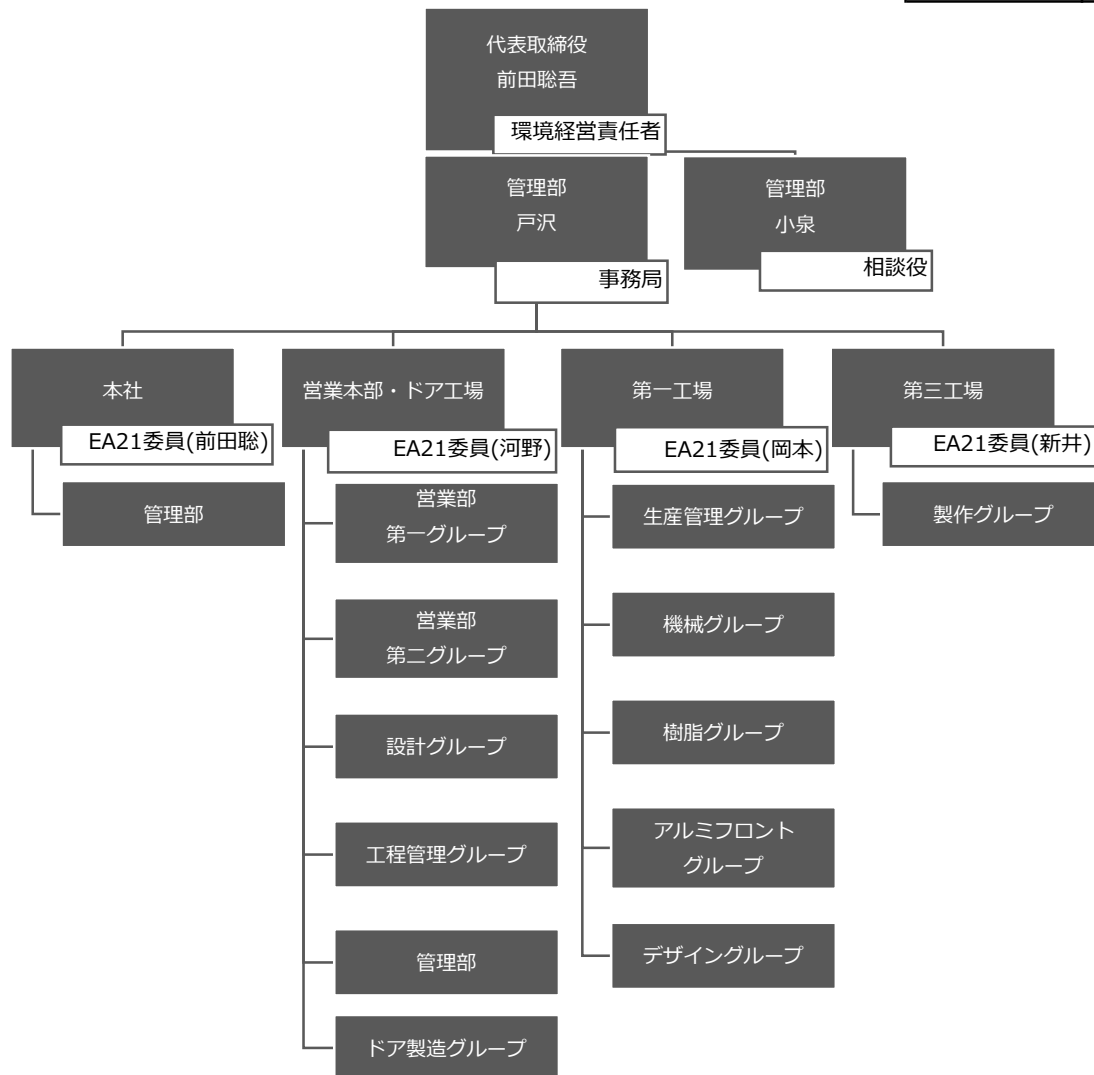 代表取締役
前田聡吾
環境経営責任者
管理部
戸沢
事務局
管理部
小泉
相談役
本社
EA21委員(前田聡)
管理部
営業本部・ドア工場
EA21委員(河野)
営業部
第一グループ
営業部
第二グループ
設計グループ
工程管理グループ
管理部
ドア製造グループ
第一工場
EA21委員(岡本)
生産管理グループ
機械グループ
樹脂グループ
アルミフロント
グループ
デザイングループ
第三工場
EA21委員(新井)
製作グループ